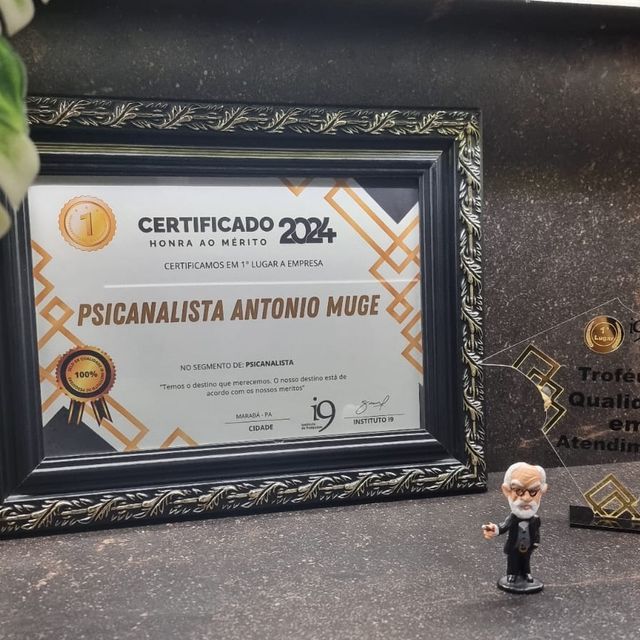 1
CERTIFICADO 2024
HONRA AO MÉRITO
CERTIFICAMOS EM 1º LUGAR A EMPRESA
PSICANALISTA ANTONIO MUGE
NO SEGMENTO DE: PSICANALISTA
"Temos o destino que merecemos. O nosso destino está de
acordo com os nossos meritos"
100%
MARABÁ - PA
CIDADE
i9
INSTITUTO I9
1º
Lugar
Troféu
Qualid
em
Atendim